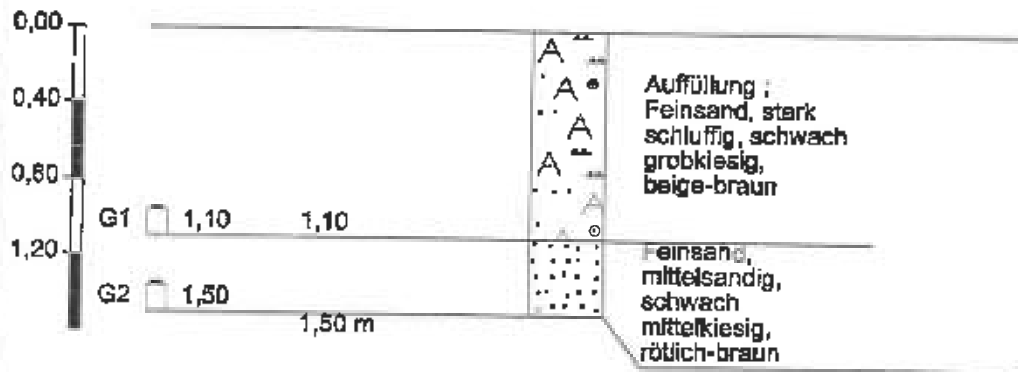 0,00
0,40
0,80
1,20
G1 1,10 1,10
G2 1,50
1,50 m
Auffüllung ;
Feinsand, stark
schluffig, schwach
grobkiesig,
beige-braun
Feinsand,
mittelsandig,
schwach
mittelkiesig,
rötlich-braun